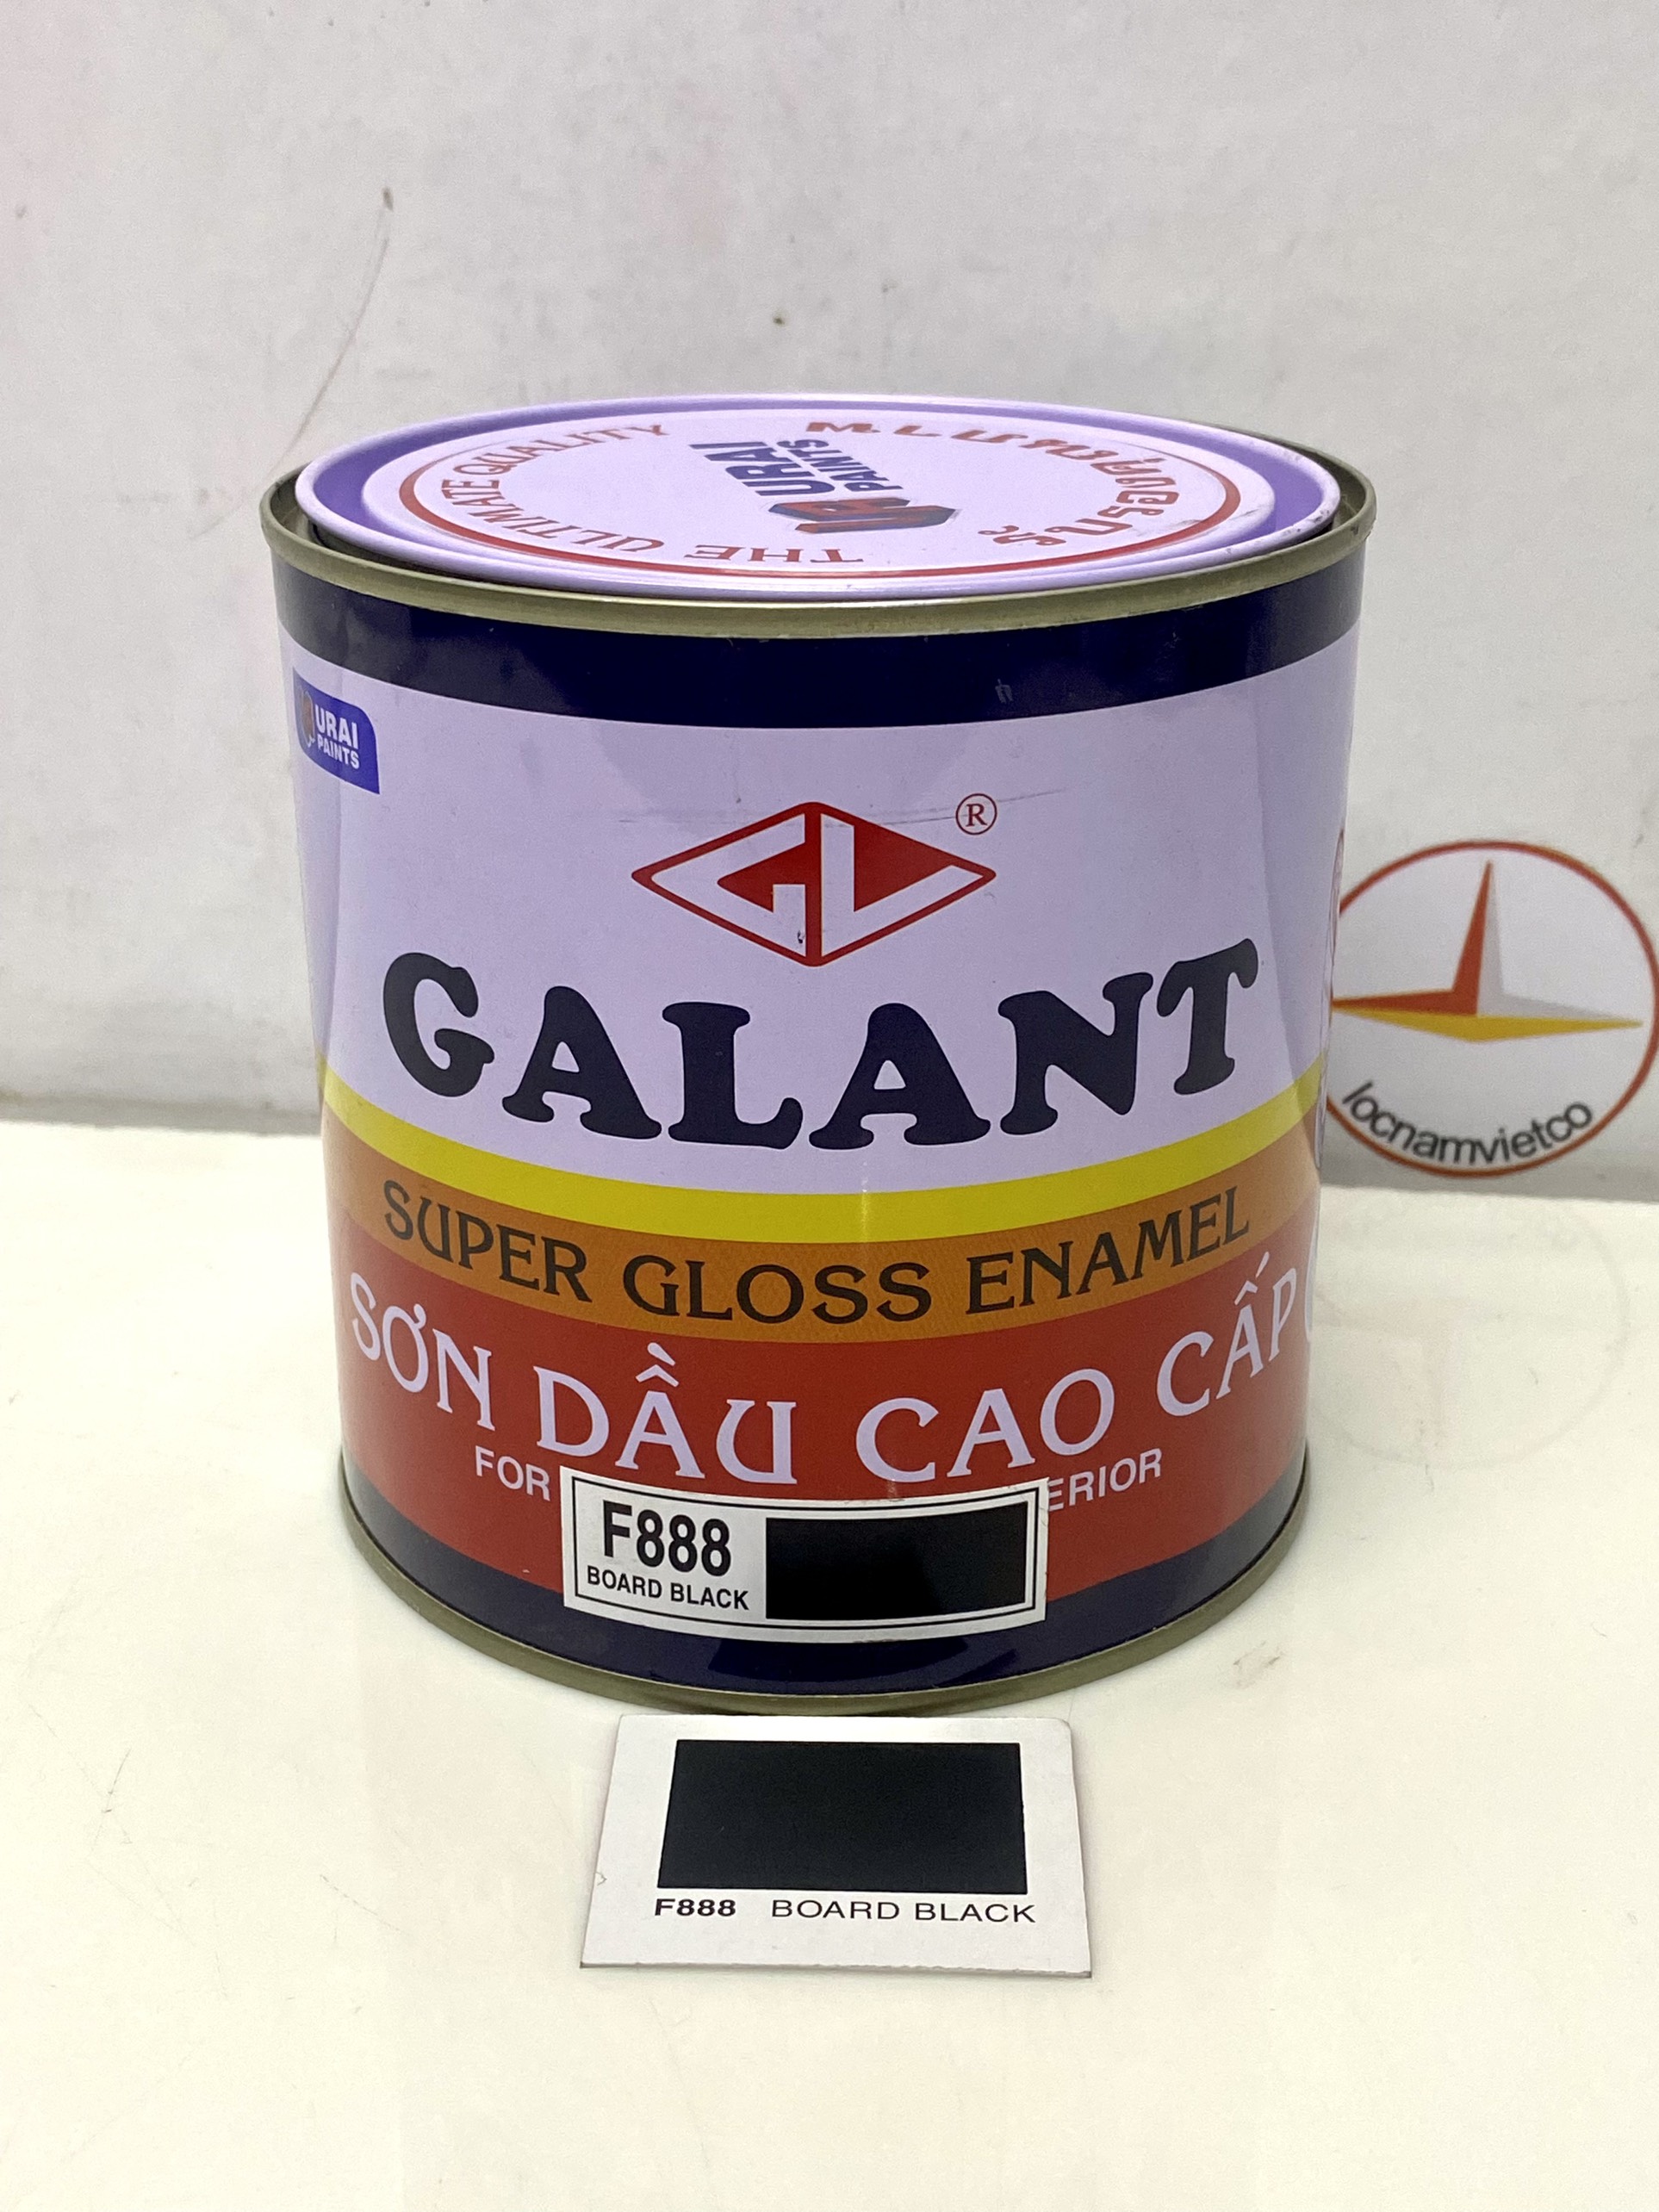 THE ULTIMATE QUALITY
URAI
PAINTS
URAI
PAINTS
GL
®
GALANT
SUPER GLOSS ENAMEL
SƠN DẦU CAO CẤP
FOR
ERIOR
F888
BOARD BLACK
F888 BOARD BLACK
locnamvietco